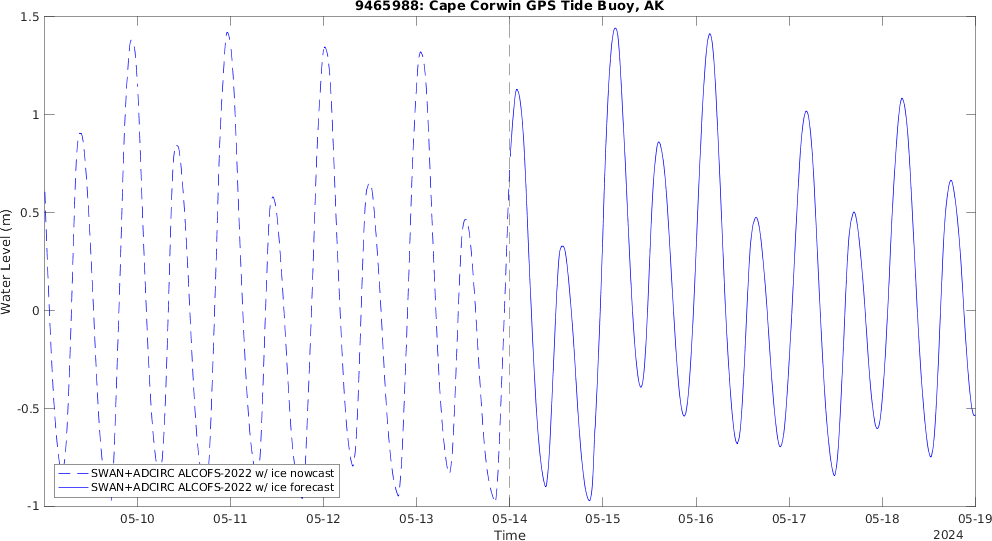 9465988: Cape Corwin GPS Tide Buoy, AK
Water Level (m)
1.5
1
0.5
0
-0.5
-1
SWAN+ADCIRC ALCOFS-2022 w/ ice nowcast
SWAN+ADCIRC ALCOFS-2022 w/ ice forecast
05-10 05-11 05-12 05-13 05-14 05-15 05-16 05-17 05-18 05-19
Time
2024